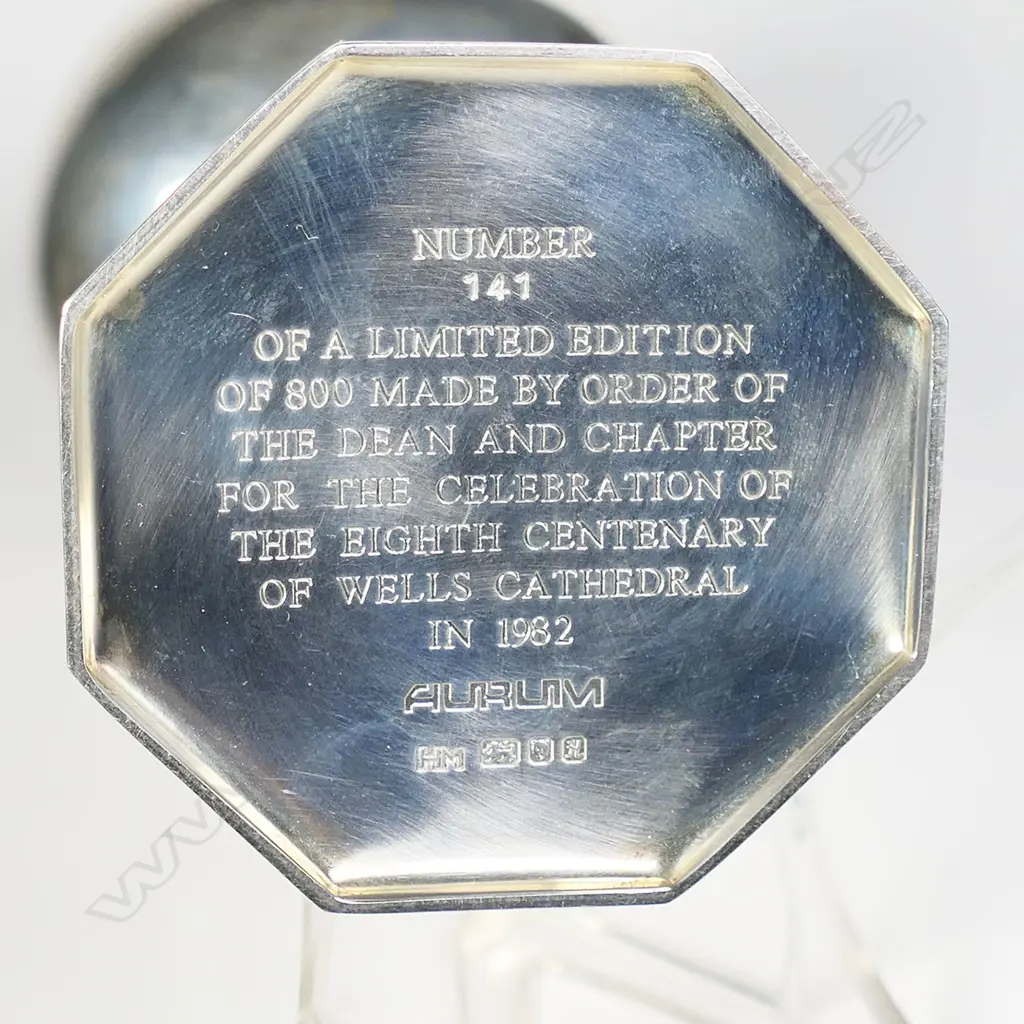 NUMBER
141
OF A LIMITED EDITION
OF 800 MADE BY ORDER OF
THE DEAN AND CHAPTER
FOR THE CELEBRATION OF
THE EIGHTH CENTENARY
OF WELLS CATHEDRAL
IN 1982
AURUM
HM